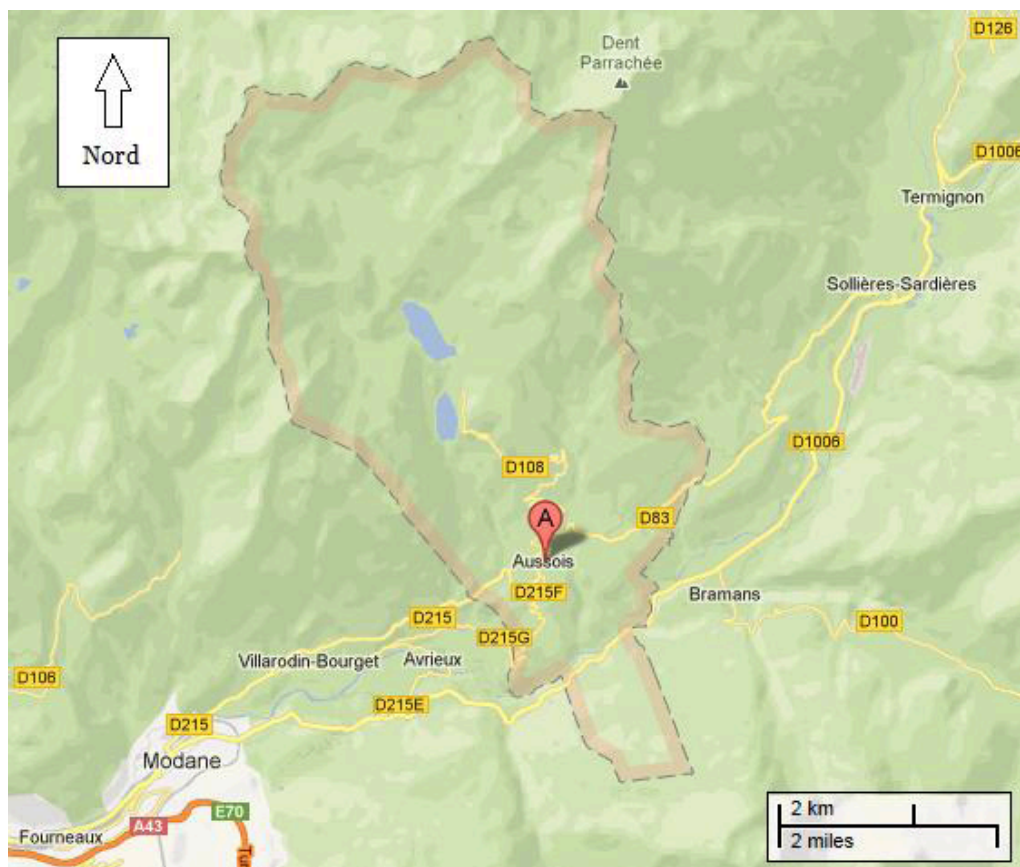 D126
Dent
Parrachée
Nord
D1006
Termignon
Sollières-Sardières
D1006
D108
A
D83
Aussois
D215F
Bramans
D215
D100
D215G
Villarodin-Bourget
Avrieux
D106
D215E
D215
Modane
2 km
E70
A43
Fourneaux
2 miles